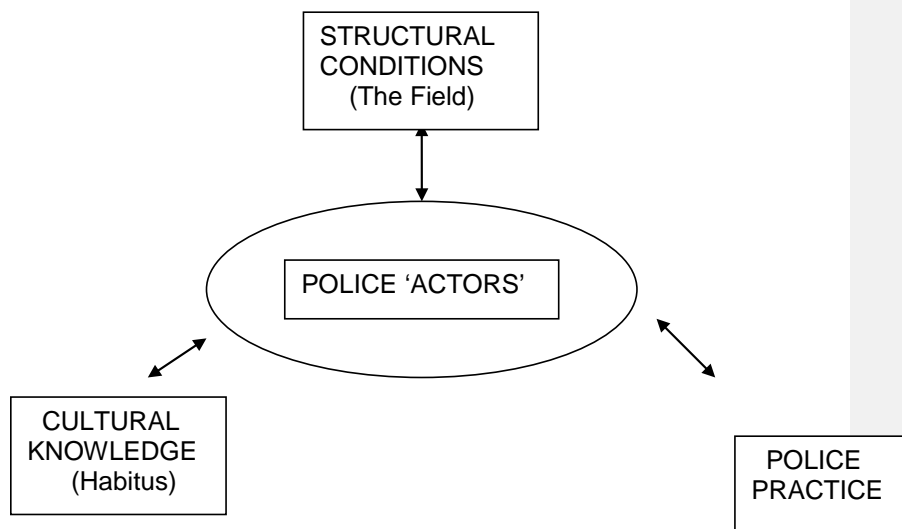 STRUCTURAL
CONDITIONS
(The Field)
POLICE ‘ACTORS’
CULTURAL
KNOWLEDGE
(Habitus)
POLICE
PRACTICE